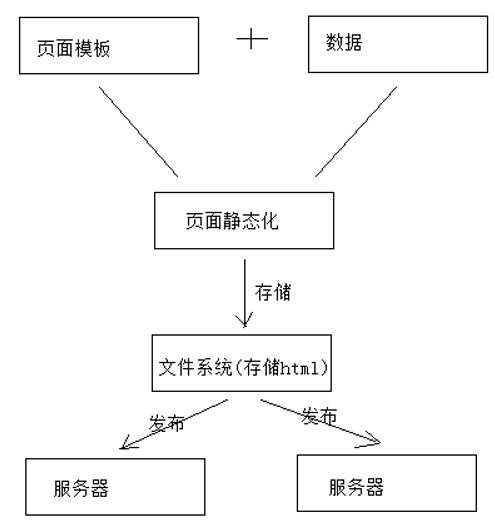 页面模板
+
数据
页面静态化
存储
文件系统(存储html)
发布
发布
服务器
服务器